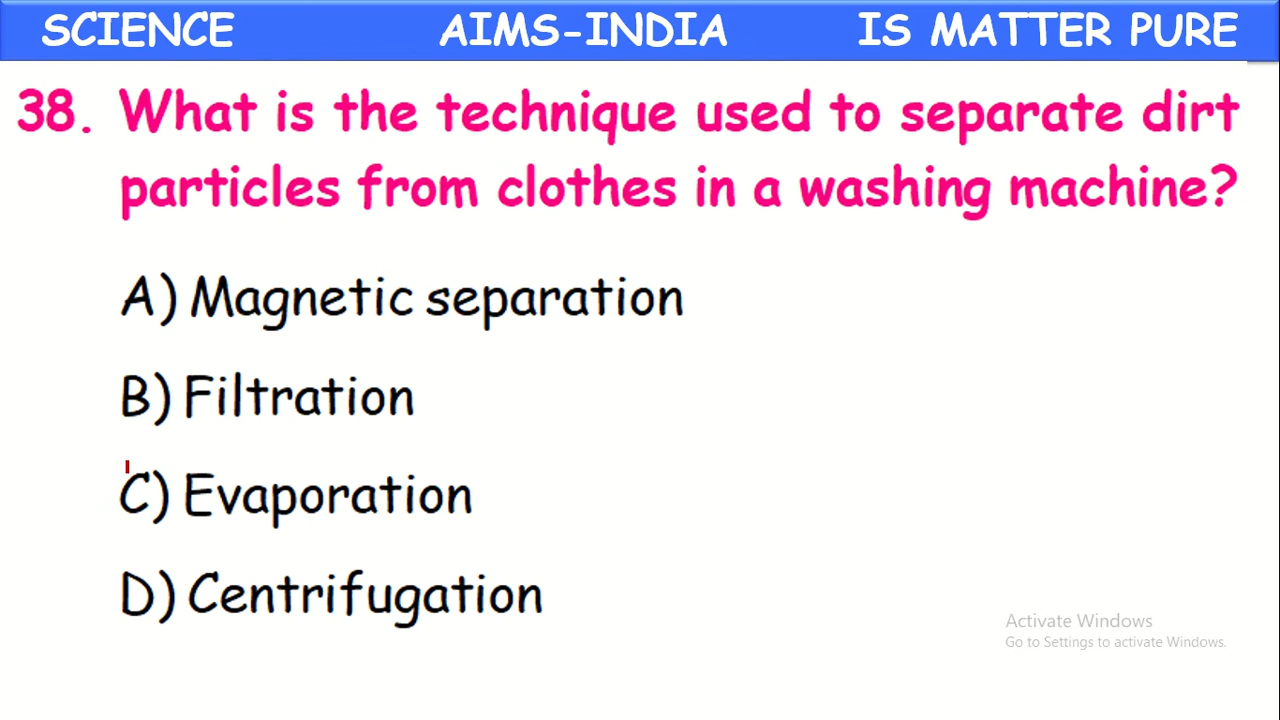 SCIENCE AIMS-INDIA IS MATTER PURE
38. What is the technique used to separate dirt
particles from clothes in a washing machine?
A) Magnetic separation
B) Filtration
C) Evaporation
D) Centrifugation
Activate Windows
Go to Settings to activate Windows.